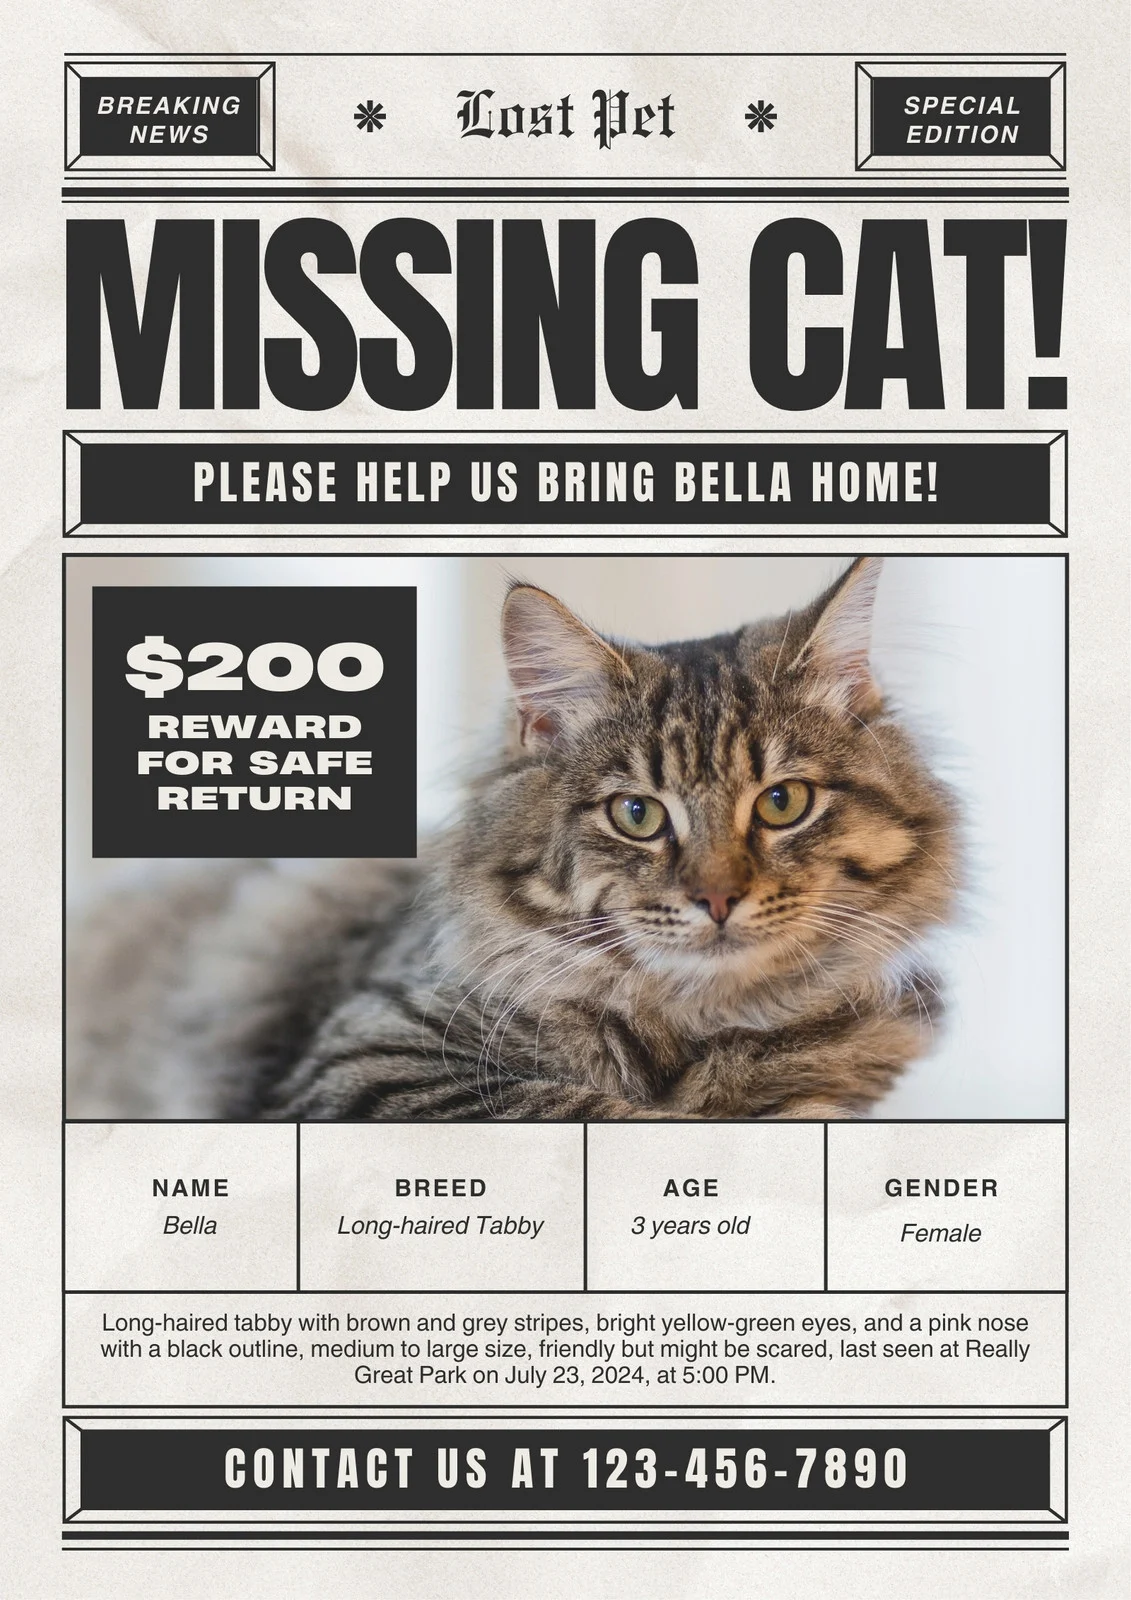 BREAKING
NEWS
Lost Pet
SPECIAL
EDITION
MISSING CAT!
PLEASE HELP US BRING BELLA HOME!
$200
REWARD
FOR SAFE
RETURN
NAME
Bella
BREED
Long-haired Tabby
AGE
3 years old
GENDER
Female
Long-haired tabby with brown and grey stripes, bright yellow-green eyes, and a pink nose
with a black outline, medium to large size, friendly but might be scared, last seen at Really
Great Park on July 23, 2024, at 5:00 PM.
CONTACT US AT 123-456-7890